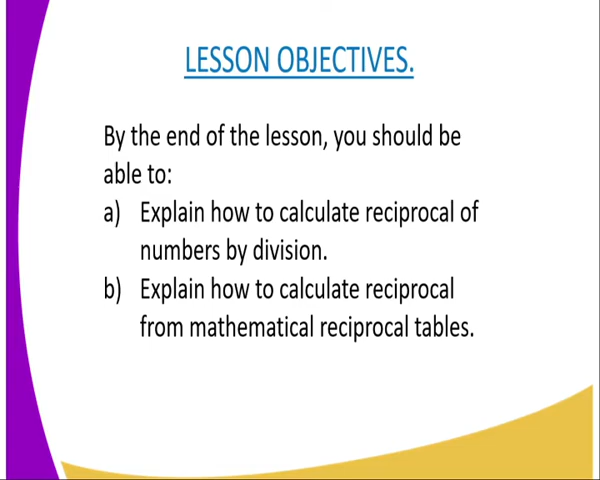 LESSON OBJECTIVES.
By the end of the lesson, you should be
able to:
a) Explain how to calculate reciprocal of
numbers by division.
b) Explain how to calculate reciprocal
from mathematical reciprocal tables.